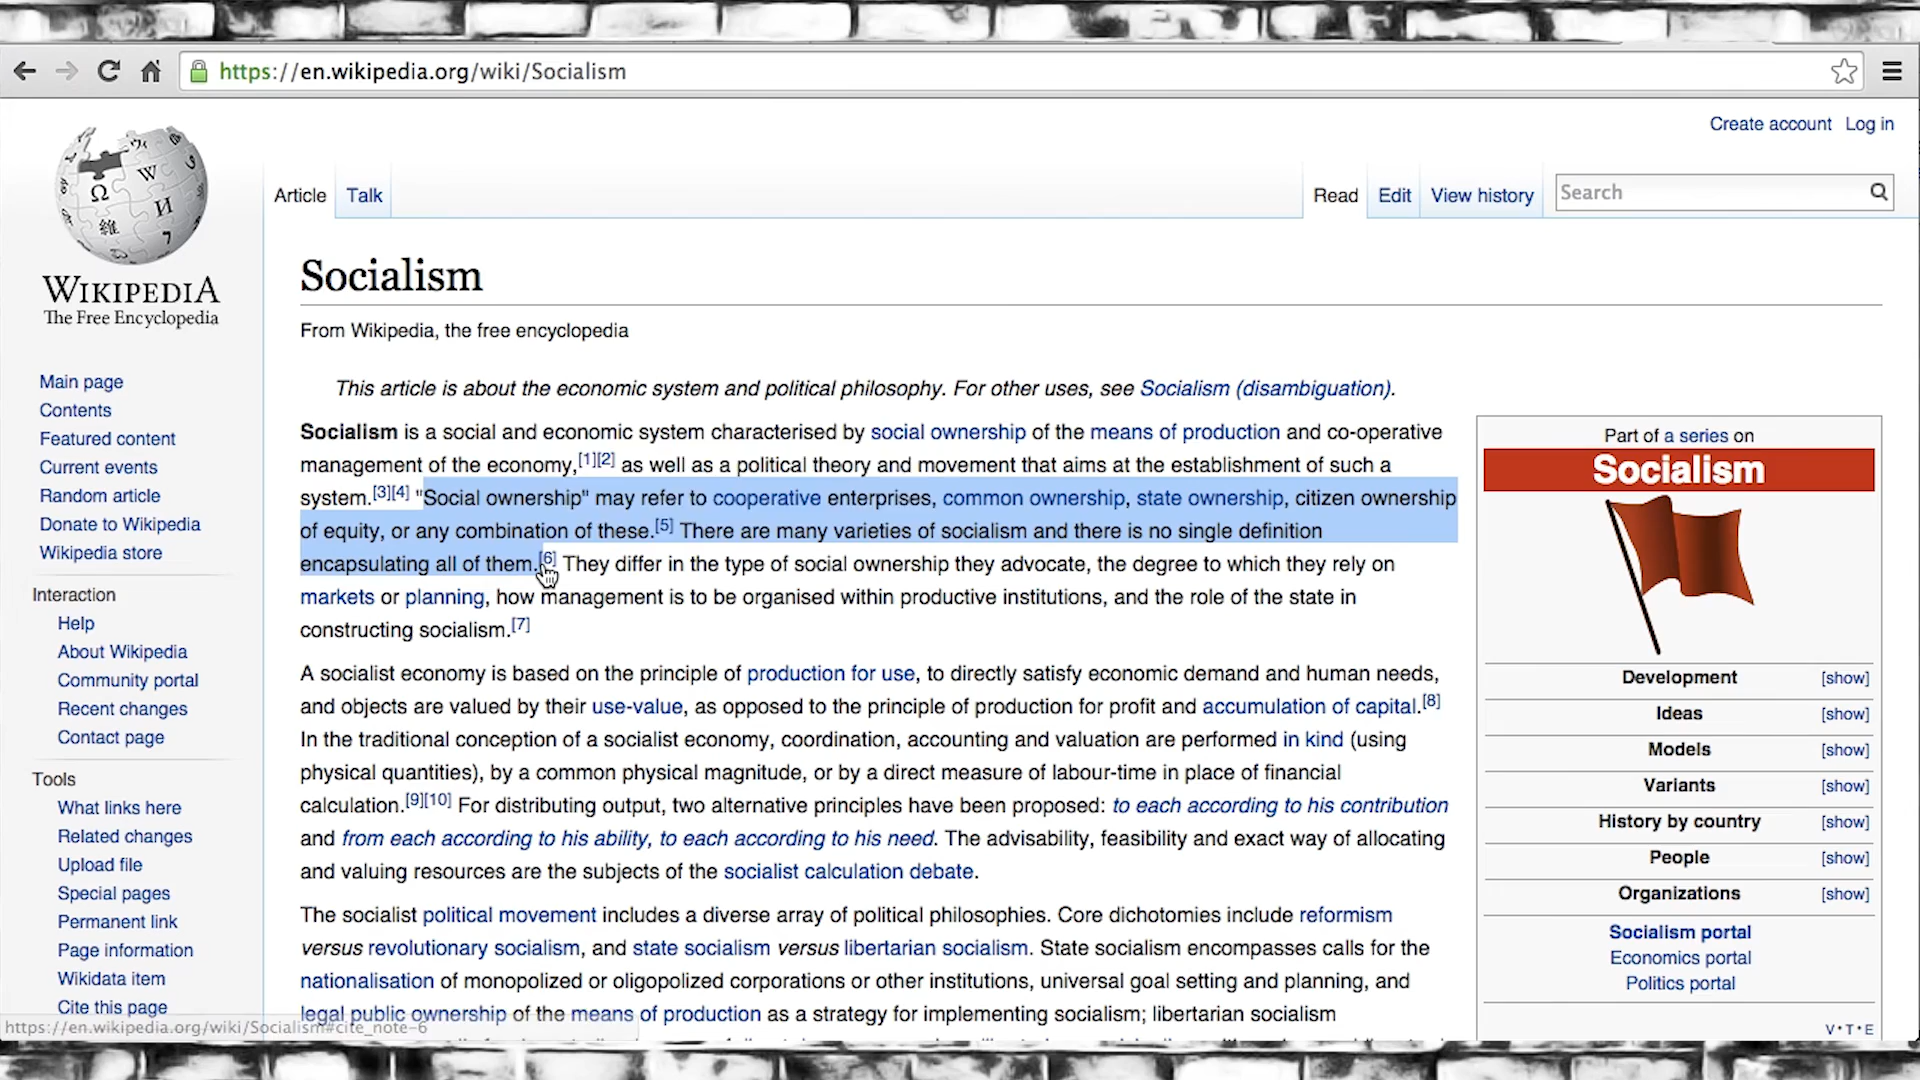 https://en.wikipedia.org/wiki/Socialism
Create account Log in
WIKIPEDIA
The Free Encyclopedia
Article Talk
Read Edit View history Search
Socialism
From Wikipedia, the free encyclopedia
This article is about the economic system and political philosophy. For other uses, see Socialism (disambiguation).
Socialism is a social and economic system characterised by social ownership of the means of production and co-operative
management of the economy,[1][2] as well as a political theory and movement that aims at the establishment of such a
system.[3][4] "Social ownership" may refer to cooperative enterprises, common ownership, state ownership, citizen ownership
of equity, or any combination of these.[5] There are many varieties of socialism and there is no single definition
encapsulating all of them.[6] They differ in the type of social ownership they advocate, the degree to which they rely on
markets or planning, how management is to be organised within productive institutions, and the role of the state in
constructing socialism.[7]
A socialist economy is based on the principle of production for use, to directly satisfy economic demand and human needs,
and objects are valued by their use-value, as opposed to the principle of production for profit and accumulation of capital.[8]
In the traditional conception of a socialist economy, coordination, accounting and valuation are performed in kind (using
physical quantities), by a common physical magnitude, or by a direct measure of labour-time in place of financial
calculation.[9][10] For distributing output, two alternative principles have been proposed: to each according to his contribution
and from each according to his ability, to each according to his need. The advisability, feasibility and exact way of allocating
and valuing resources are the subjects of the socialist calculation debate.
The socialist political movement includes a diverse array of political philosophies. Core dichotomies include reformism
versus revolutionary socialism, and state socialism versus libertarian socialism. State socialism encompasses calls for the
nationalisation of monopolized or oligopolized corporations or other institutions, universal goal setting and planning, and
legal public ownership of the means of production as a strategy for implementing socialism; libertarian socialism
Main page
Contents
Featured content
Current events
Random article
Donate to Wikipedia
Wikipedia store
Interaction
Help
About Wikipedia
Community portal
Recent changes
Contact page
Tools
What links here
Related changes
Upload file
Special pages
Permanent link
Page information
Wikidata item
Cite this page
https://en.wikipedia.org/wiki/Socialism#cite_note-6
Part of a series on
Socialism
Development [show]
Ideas [show]
Models [show]
Variants [show]
History by country [show]
People [show]
Organizations [show]
Socialism portal
Economics portal
Politics portal
V·T·E